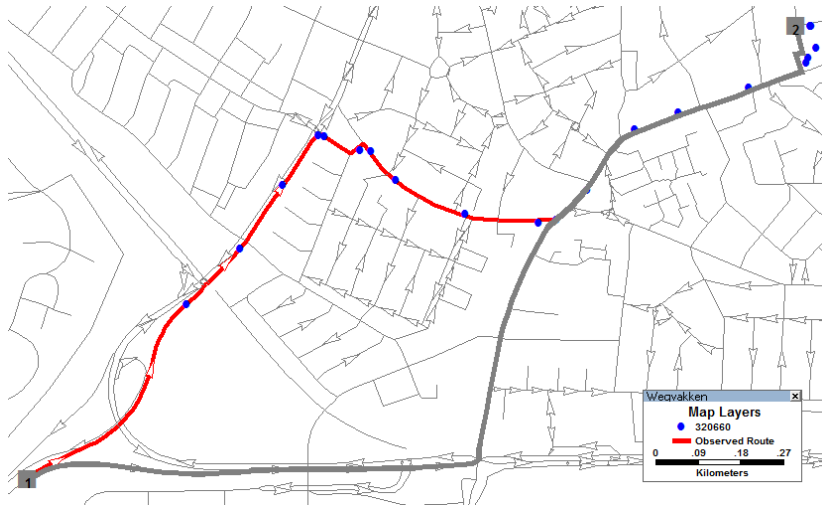 2
1
Wegvakken
Map Layers
320660
Observed Route
0 .09 .18 .27
Kilometers